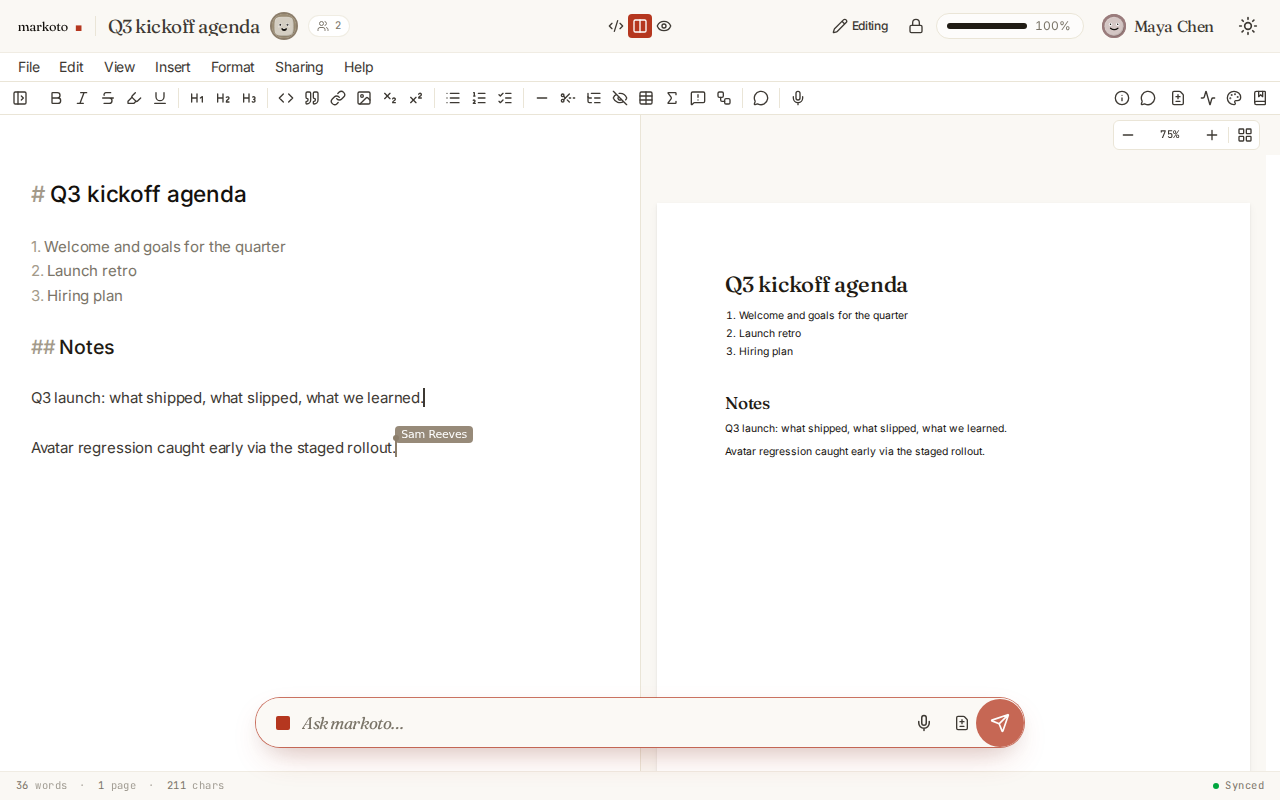 markoto
Q3 kickoff agenda
2
Editing
100%
Maya Chen
File Edit View Insert Format Sharing Help
H1 H2 H3
75%
# Q3 kickoff agenda
1. Welcome and goals for the quarter
2. Launch retro
3. Hiring plan
## Notes
Q3 launch: what shipped, what slipped, what we learned.
Sam Reeves
Avatar regression caught early via the staged rollout.
Q3 kickoff agenda
1. Welcome and goals for the quarter
2. Launch retro
3. Hiring plan
Notes
Q3 launch: what shipped, what slipped, what we learned.
Avatar regression caught early via the staged rollout.
Ask markoto...
36 words · 1 page · 211 chars
Synced